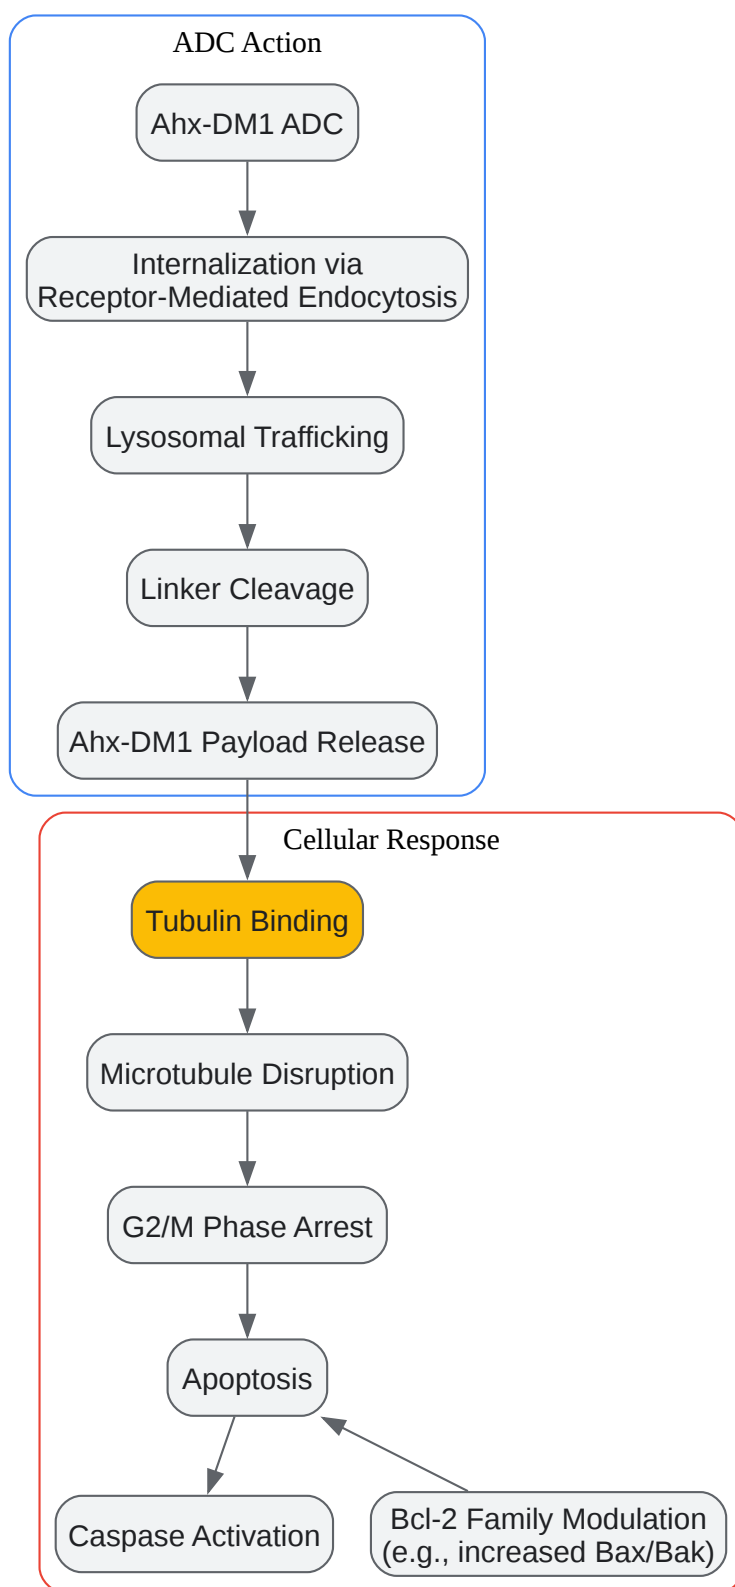 ADC Action
Ahx-DM1 ADC
Internalization via
Receptor-Mediated Endocytosis
Lysosomal Trafficking
Linker Cleavage
Ahx-DM1 Payload Release
Cellular Response
Tubulin Binding
Microtubule Disruption
G2/M Phase Arrest
Apoptosis
Caspase Activation
Bcl-2 Family Modulation
(e.g., increased Bax/Bak)